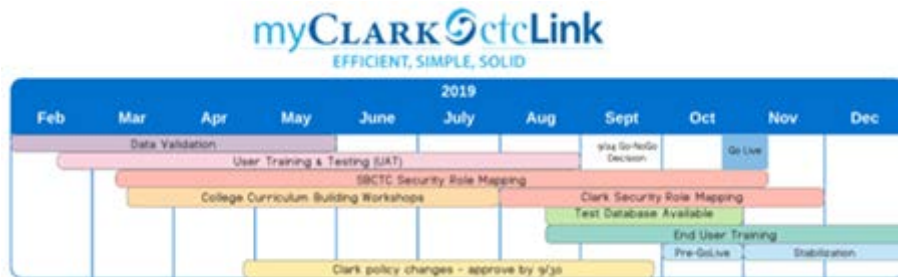 myCLARK ctcLink
EFFICIENT, SIMPLE, SOLID
2019
Feb Mar Apr May June July Aug Sept Oct Nov Dec
Data Validation
9/24 Go-NoGo
Decision
Go Live
User Training & Testing (UAT)
SBCTC Security Role Mapping
College Curriculum Building Workshops
Clark Security Role Mapping
Test Database Available
End User Training
Pre-GoLive
Stabilization
Clark policy changes - approve by 9/30